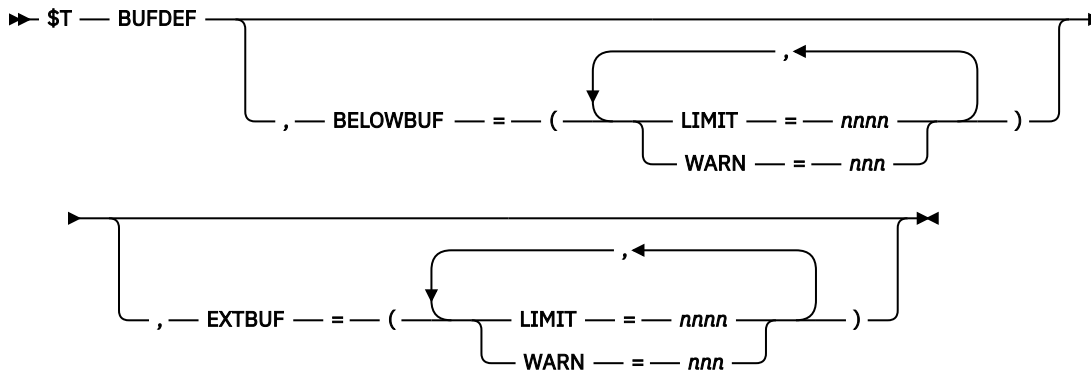 $T BUFDEF
,
, BELOWBUF = ( LIMIT = nnnn )
WARN = nnn
,
, EXTBUF = ( LIMIT = nnnn )
WARN = nnn